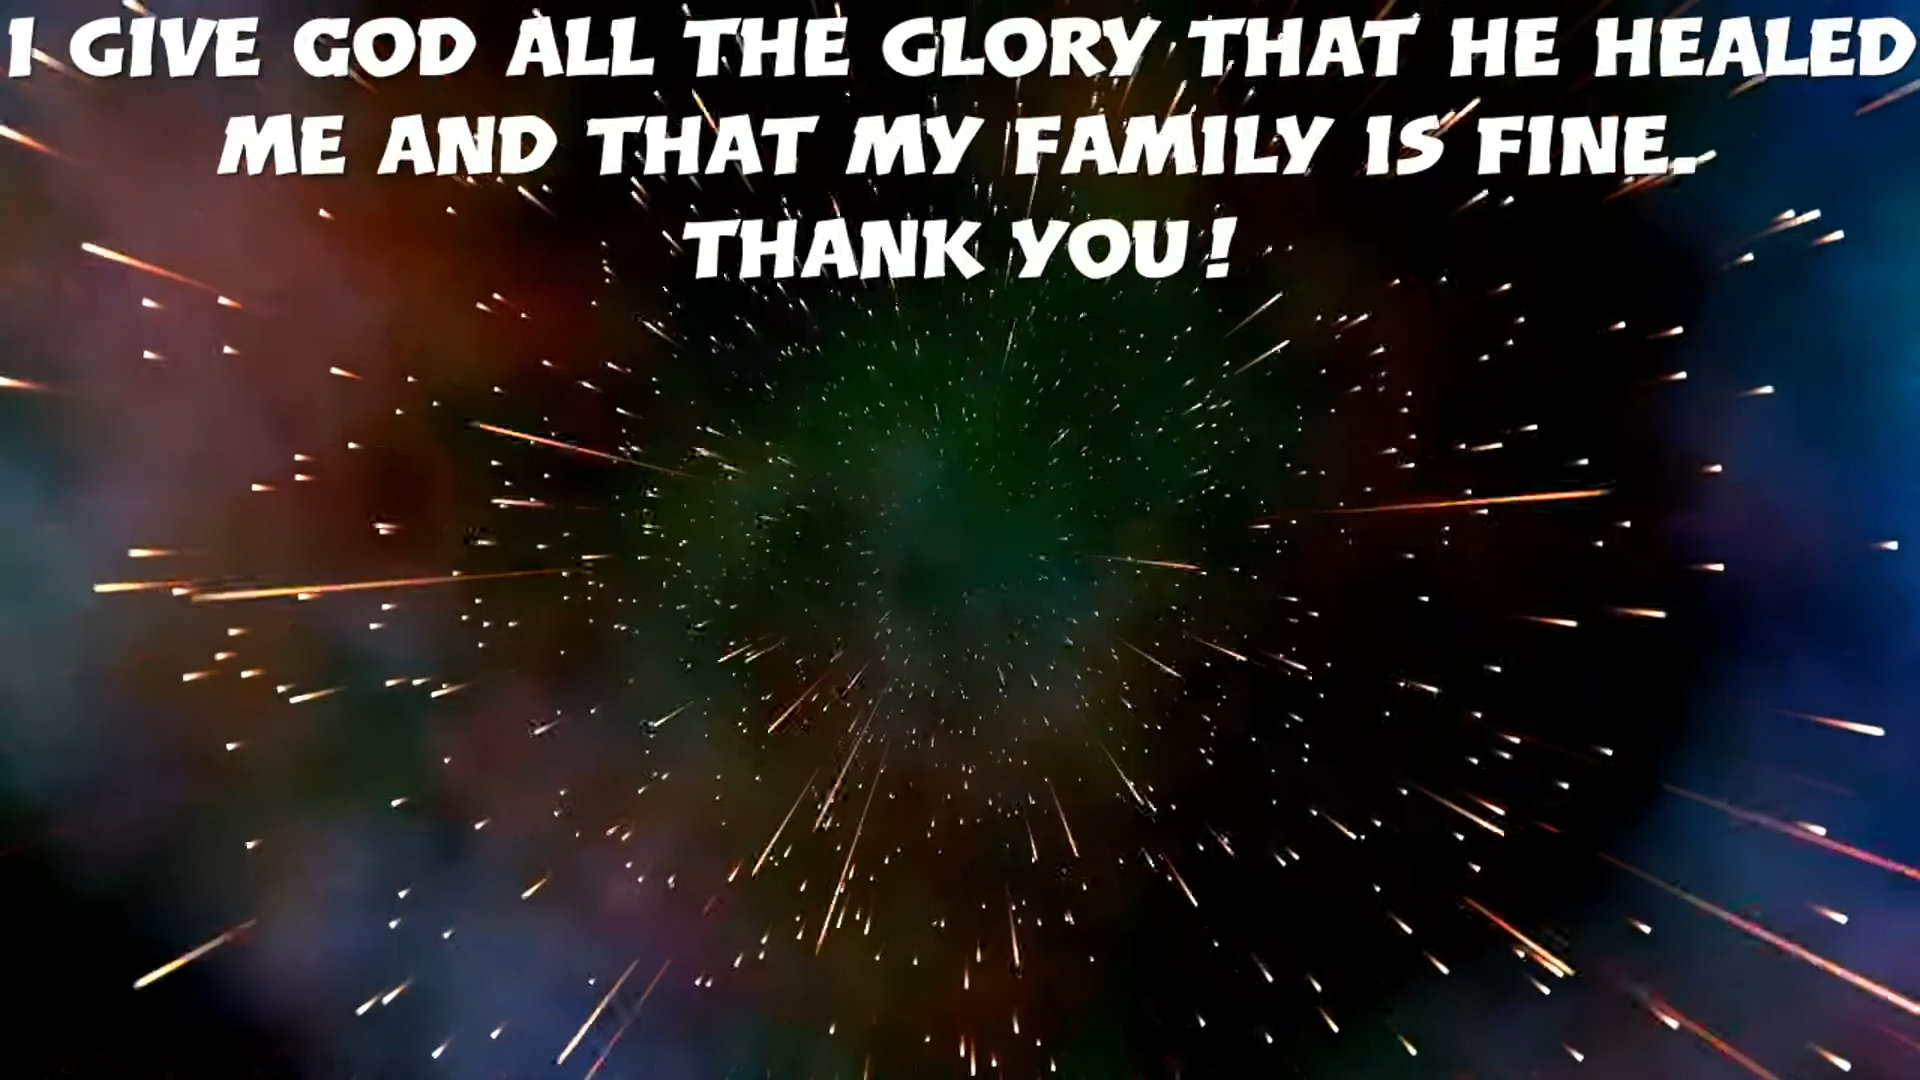 I GIVE GOD ALL THE GLORY THAT HE HEALED
ME AND THAT MY FAMILY IS FINE.
THANK YOU!